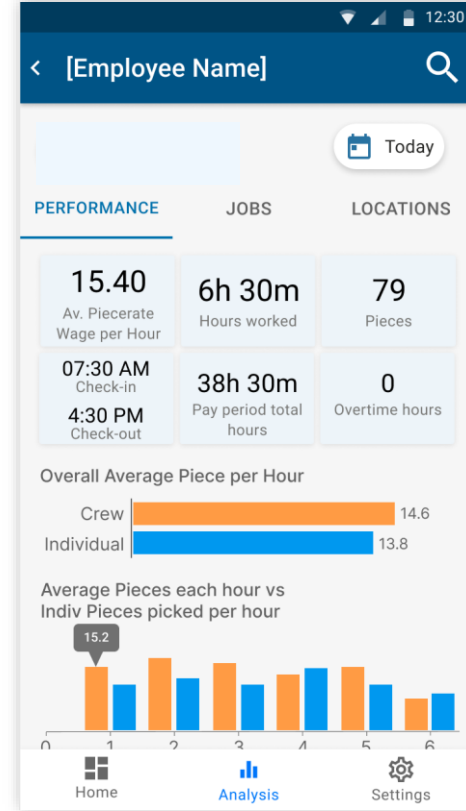 12:30
[Employee Name]
Today
PERFORMANCE JOBS LOCATIONS
15.40
Av. Piecerate
Wage per Hour
6h 30m
Hours worked
79
Pieces
07:30 AM
Check-in
4:30 PM
Check-out
38h 30m
Pay period total
hours
0
Overtime hours
Overall Average Piece per Hour
Crew 14.6
Individual 13.8
Average Pieces each hour vs
Indiv Pieces picked per hour
15.2
0 1 2 3 4 5 6
Home Analysis Settings